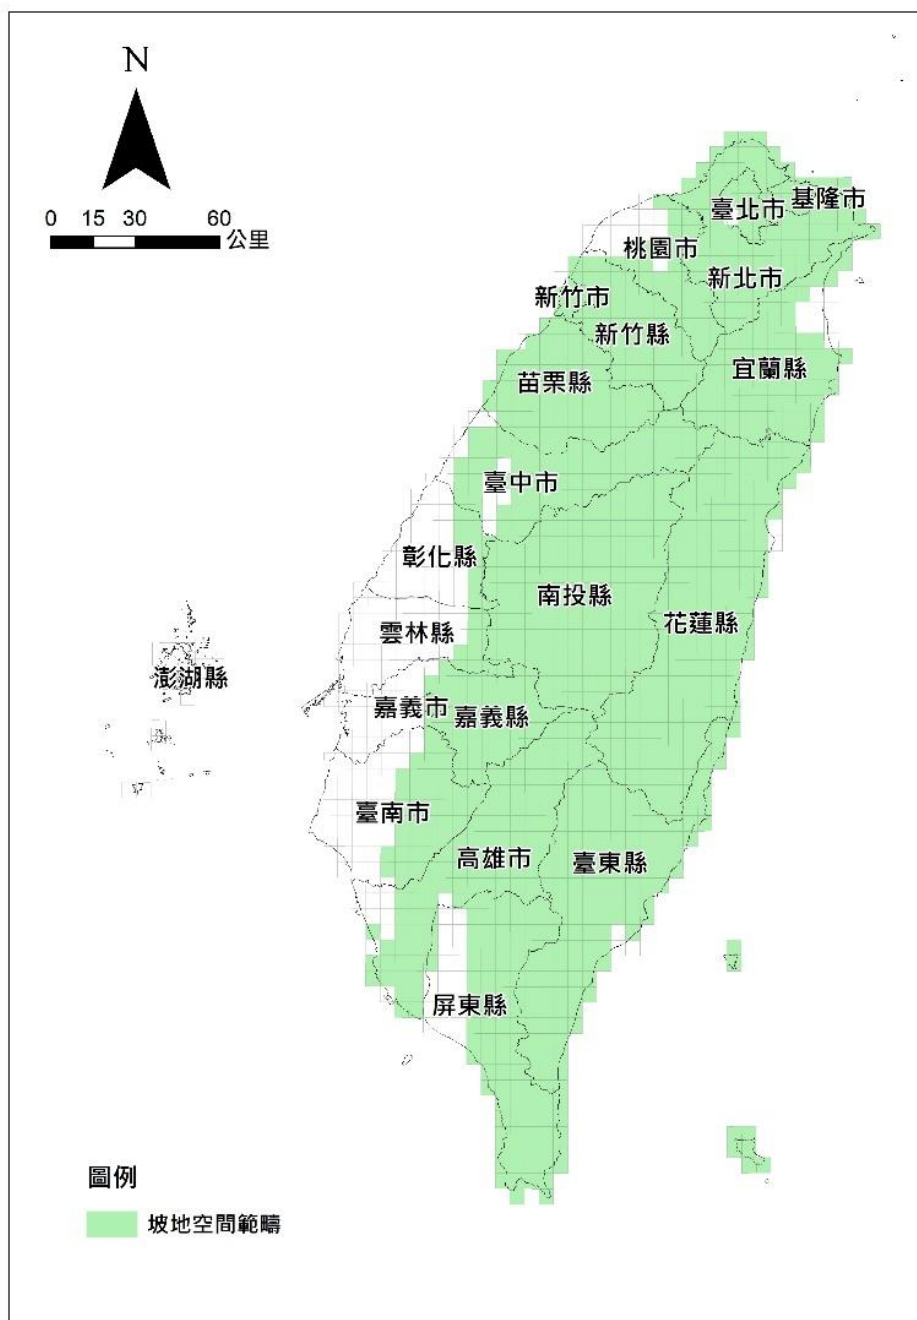 N
0 15 30 60
公里
基隆市
臺北市
桃園市
新北市
新竹市
新竹縣
宜蘭縣
苗栗縣
臺中市
彰化縣
南投縣
花蓮縣
雲林縣
澎湖縣
嘉義市
嘉義縣
臺南市
高雄市
臺東縣
屏東縣
圖例
坡地空間範疇